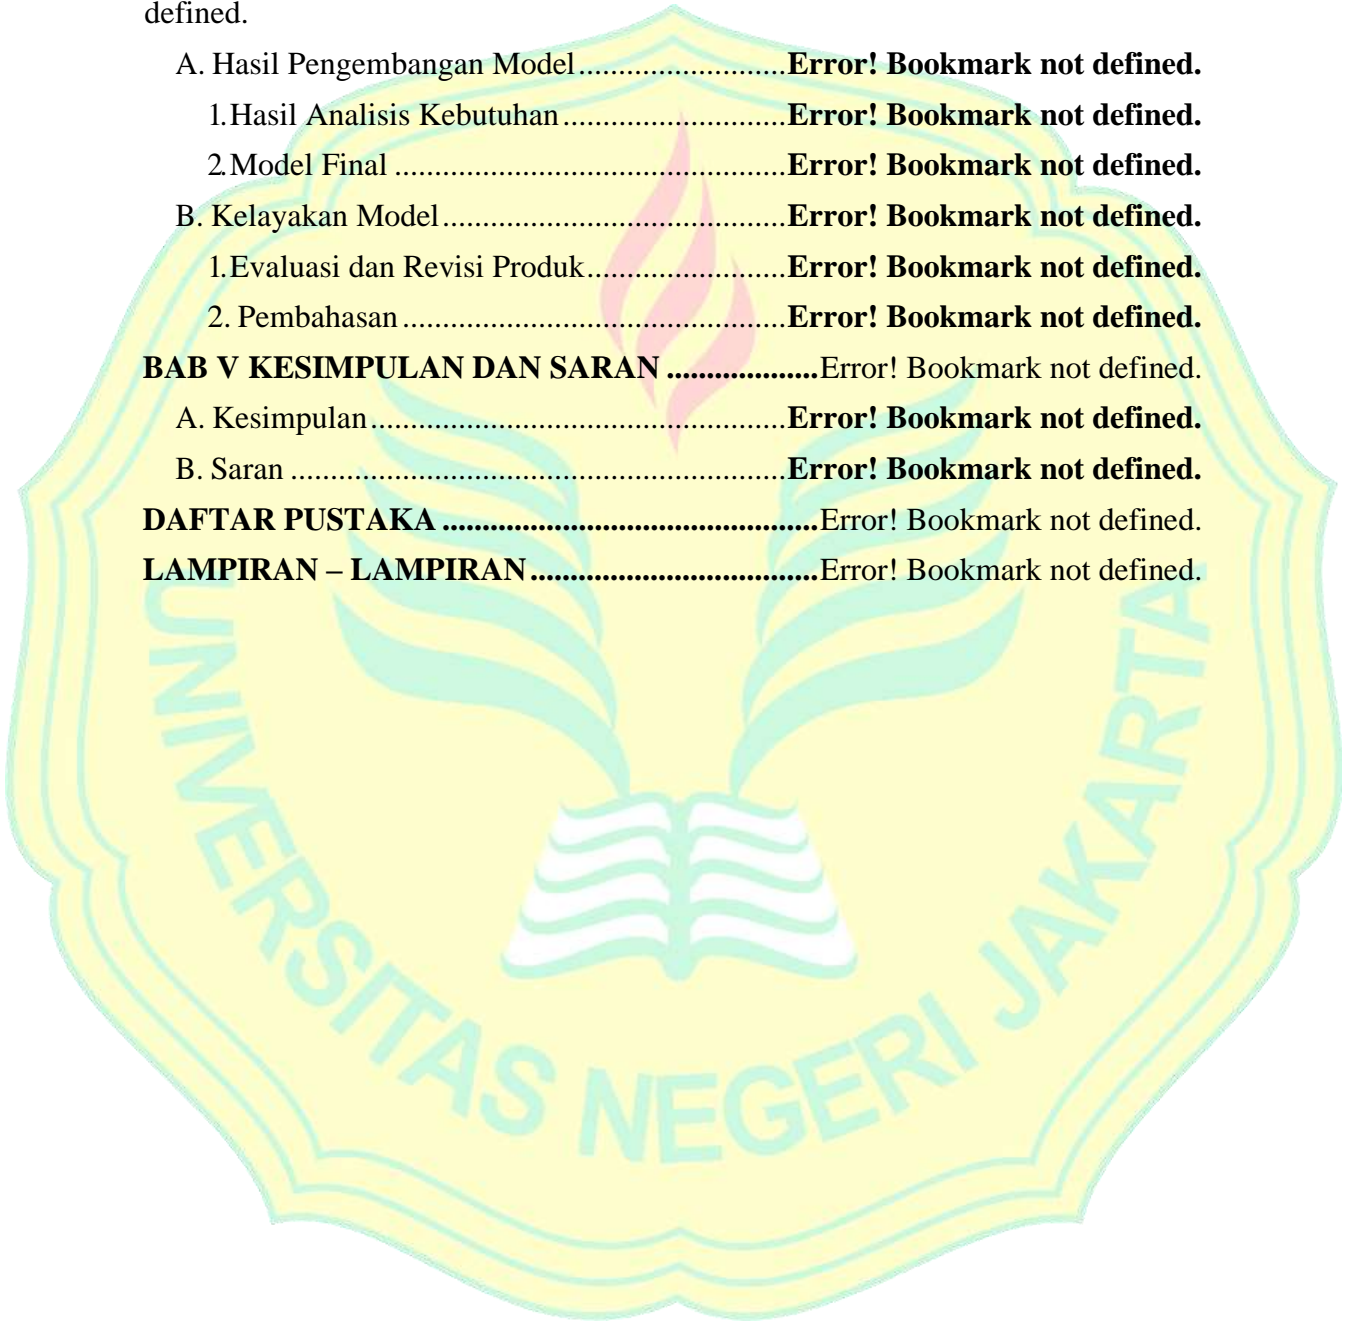 defined.
A. Hasil Pengembangan Model..........................Error! Bookmark not defined.
1.Hasil Analisis Kebutuhan............................Error! Bookmark not defined.
2.Model Final .................................................Error! Bookmark not defined.
B. Kelayakan Model...........................................Error! Bookmark not defined.
1.Evaluasi dan Revisi Produk.........................Error! Bookmark not defined.
2. Pembahasan ................................................Error! Bookmark not defined.
BAB V KESIMPULAN DAN SARAN ...................Error! Bookmark not defined.
A. Kesimpulan....................................................Error! Bookmark not defined.
B. Saran ..............................................................Error! Bookmark not defined.
DAFTAR PUSTAKA ...............................................Error! Bookmark not defined.
LAMPIRAN – LAMPIRAN....................................Error! Bookmark not defined.
UNIVERSITAS NEGERI JAKARTA